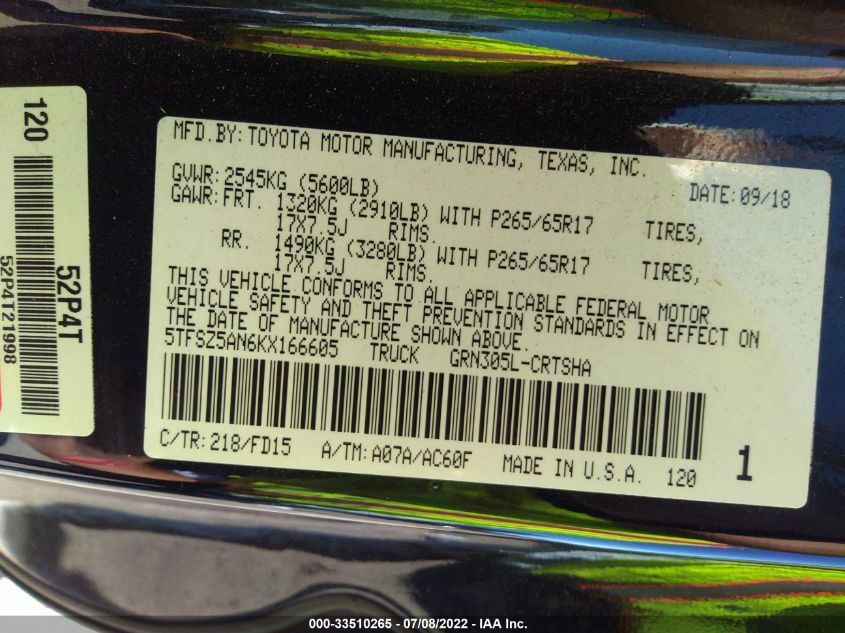 120
52P4T
52P4T21998
MFD.BY: TOYOTA MOTOR MANUFACTURING, TEXAS, INC.
GVWR: 2545KG (5600LB) DATE: 09/18
GAWR: FRT. 1320KG (2910LB) WITH P265/65R17 TIRES,
17X7.5J RIMS.
RR. 1490KG (3280LB) WITH P265/65R17 TIRES,
17X7.5J RIMS.
THIS VEHICLE CONFORMS TO ALL APPLICABLE FEDERAL MOTOR
VEHICLE SAFETY AND THEFT PREVENTION STANDARDS IN EFFECT ON
THE DATE OF MANUFACTURE SHOWN ABOVE.
5TFSZ5AN6KX166605 TRUCK GRN305L-CRTSHA
C/TR: 218/FD15 A/TM: A07A/AC60F MADE IN U.S.A. 120 1
000-33510265 - 07/08/2022 - IAA Inc.